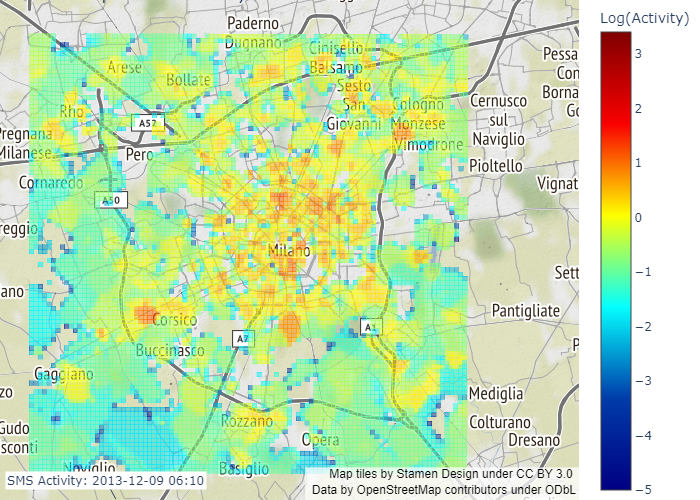 Log(Activity)
Paderno
Dugnano
Cinisello
Balsamo
Arese
Bollate
Sesto
San
Giovanni
Pessa
Con
Borna
Go
Rho
A52
Cologno
Monzese
Cernusco
sul
Naviglio
Pregnana
Milanese
Pero
Vimodrone
Pioltello
Cornaredo
A50
Vignat
reggio
Milano
Sett
ano
Corsico
A7
A1
Pantigliate
Buccinasco
P
Gaggiano
zo
Mediglia
Rozzano
Colturano
Gudo
sconti
Opera
Dresano
Noviglio
Basiglio
3
2
1
0
−1
−2
−3
−4
−5
SMS Activity: 2013-12-09 06:10
Map tiles by Stamen Design under CC BY 3.0
Data by OpenStreetMap contributors under ODbL